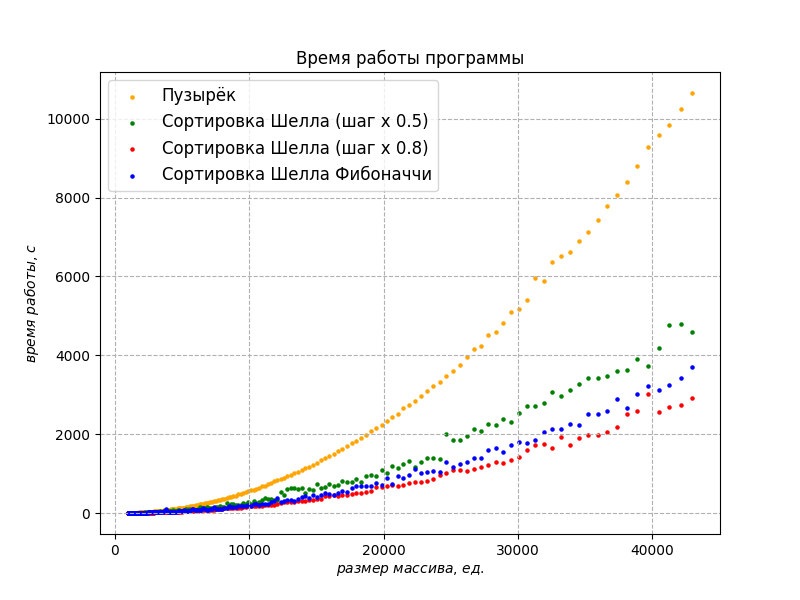 Время работы программы
Пузырёк
Сортировка Шелла (шаг x 0.5)
Сортировка Шелла (шаг x 0.8)
Сортировка Шелла Фибоначчи
время работы, с
10000
8000
6000
4000
2000
0
0 10000 20000 30000 40000
размер массива, ед.